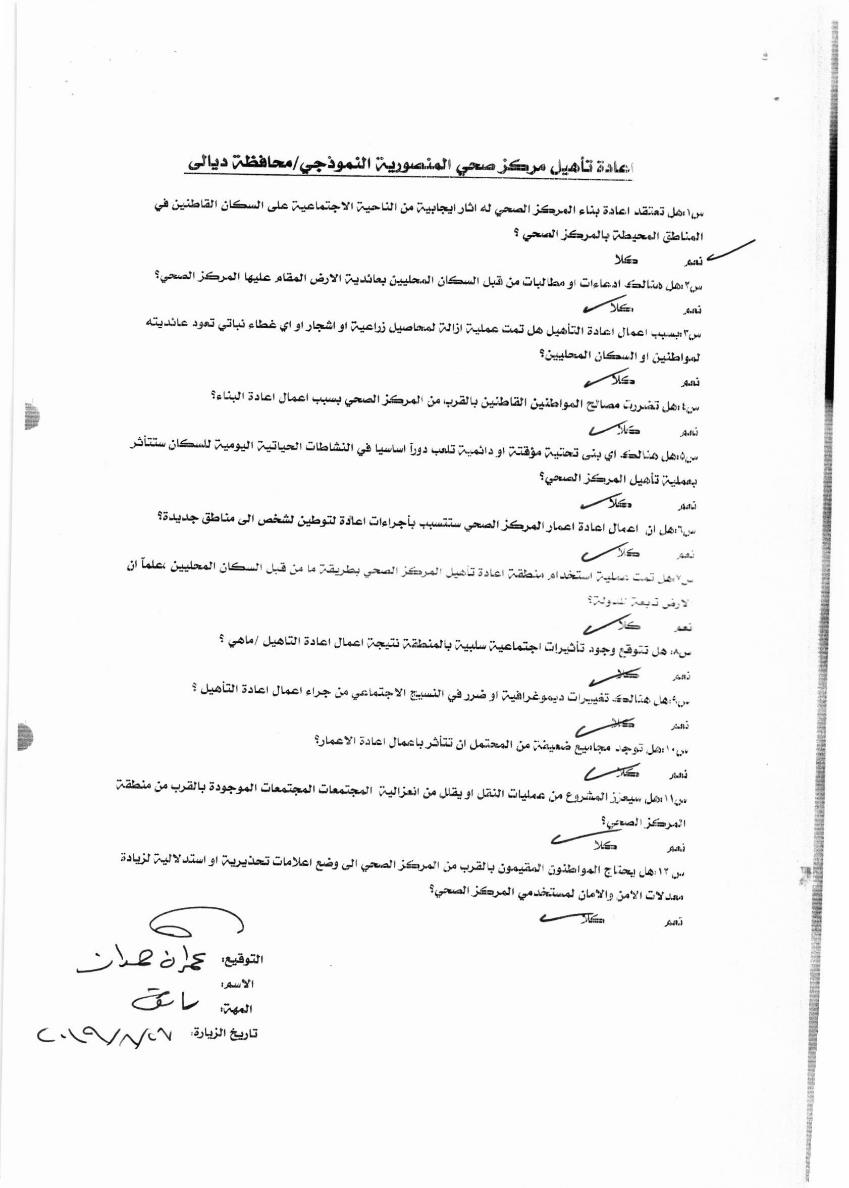 اعادة تأهيل مركز صحي المنصورية النموذجي/محافظة ديالى
س١:هل تعتقد اعادة بناء المركز الصحي له اثار ايجابية من الناحية الاجتماعية على السكان القاطنين في
المناطق المحيطة بالمركز الصحي ؟
نعم كلا
س٢:هل هنالك ادعاءات او مطالبات من قبل السكان المحليين بعائدية الارض المقام عليها المركز الصحي؟
نعم كلا
س٣:بسبب اعمال اعادة التأهيل هل تمت عملية ازالة لمحاصيل زراعية او اشجار او اي غطاء نباتي تعود عائديته
لمواطنين او السكان المحليين؟
نعم كلا
س٤:هل تضررت مصالح المواطنين القاطنين بالقرب من المركز الصحي بسبب اعمال اعادة البناء؟
نعم كلا
س٥:هل هنالك اي بنى تحتية مؤقتة او دائمية تلعب دوراً اساسيا في النشاطات الحياتية اليومية للسكان ستتأثر
بعملية تأهيل المركز الصحي؟
نعم كلا
س٦:هل ان اعمال اعادة اعمار المركز الصحي ستتسبب بأجراءات اعادة لتوطين لشخص الى مناطق جديدة؟
نعم كلا
س٧:هل تمت عملية استخدام منطقة اعادة تأهيل المركز الصحي بطريقة ما من قبل السكان المحليين ،علماً ان
الارض تابعة للدولة؟
نعم كلا
س٨: هل تتوقع وجود تأثيرات اجتماعية سلبية بالمنطقة نتيجة اعمال اعادة التاهيل /ماهي ؟
نعم كلا
س٩:هل هنالك تغييرات ديموغرافية او ضرر في النسيج الاجتماعي من جراء اعمال اعادة التأهيل ؟
نعم كلا
س١٠:هل توجد مجاميع ضعيفة من المحتمل ان تتأثر باعمال اعادة الاعمار؟
نعم كلا
س١١:هل سيعزز المشروع من عمليات النقل او يقلل من انعزالية المجتمعات المجتمعات الموجودة بالقرب من منطقة
المركز الصحي؟
نعم كلا
س١٢:هل يحتاج المواطنون المقيمون بالقرب من المركز الصحي الى وضع اعلامات تحذيرية او استدلالية لزيادة
معدلات الامن والامان لمستخدمي المركز الصحي؟
نعم كلا
التوقيع:
الاسم:
المهة:
تاريخ الزيارة: ٢٠١٩/٨/٢٧